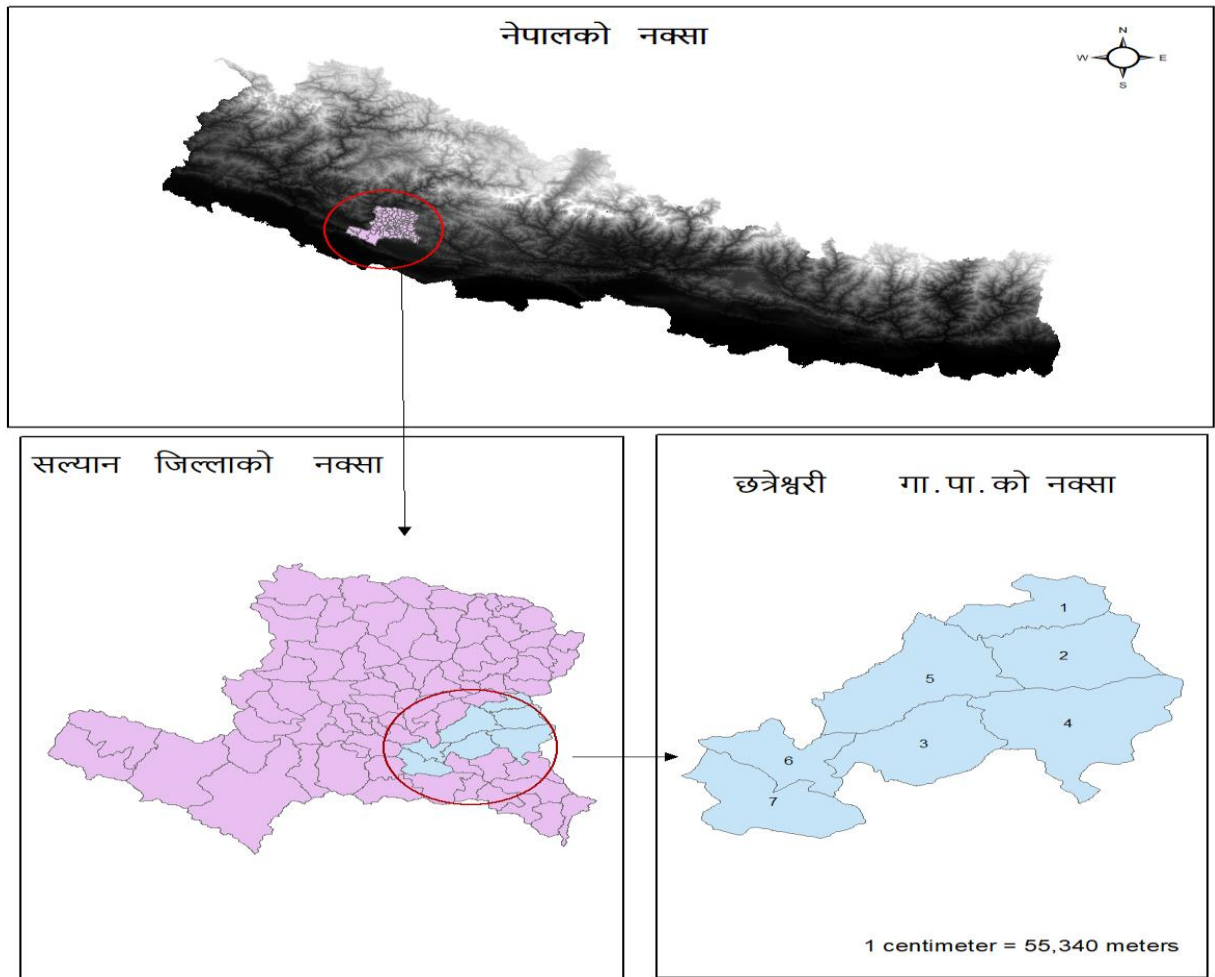 नेपालको नक्सा
N
W E
S
सल्यान जिल्लाको नक्सा
छत्रेश्वरी गा.पा.को नक्सा
1
2
5
4
3
6
7
1 centimeter = 55,340 meters